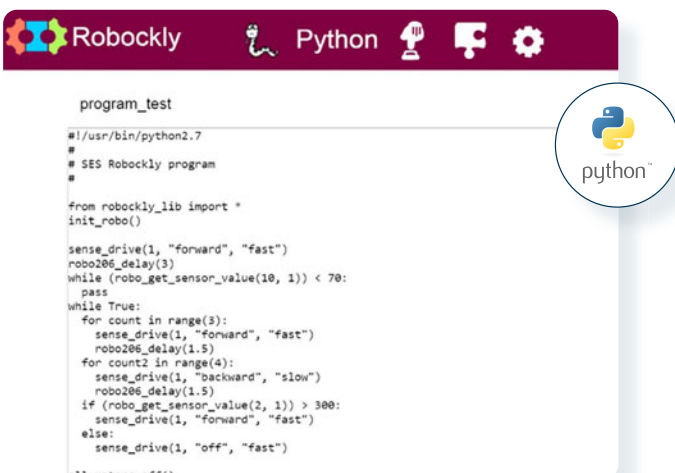 Robockly
Python
program_test
#!/usr/bin/python2.7
#
# SES Robockly program
#
from robockly_lib import *
init_robo()
sense_drive(1, "forward", "fast")
robo206_delay(3)
while (robo_get_sensor_value(10, 1)) < 70:
  pass
while True:
  for count in range(3):
    sense_drive(1, "forward", "fast")
    robo206_delay(1.5)
  for count2 in range(4):
    sense_drive(1, "backward", "slow")
    robo206_delay(1.5)
  if (robo_get_sensor_value(2, 1)) > 300:
    sense_drive(1, "forward", "fast")
  else:
    sense_drive(1, "off", "fast")
python™